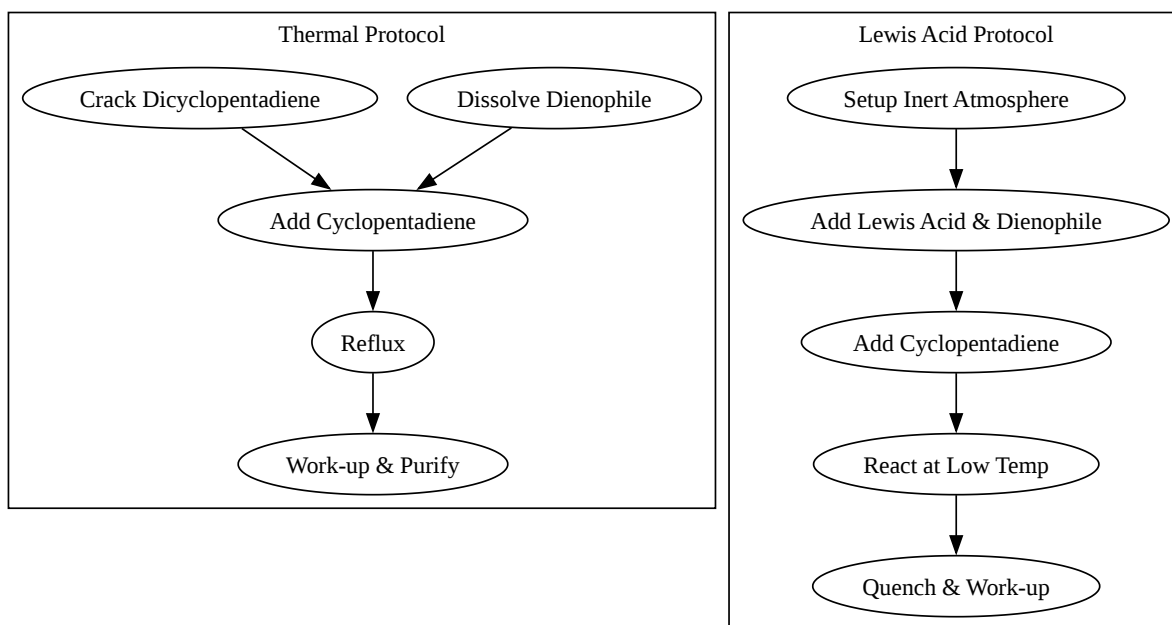 Thermal Protocol
Crack Dicyclopentadiene
Dissolve Dienophile
Add Cyclopentadiene
Reflux
Work-up & Purify
Lewis Acid Protocol
Setup Inert Atmosphere
Add Lewis Acid & Dienophile
Add Cyclopentadiene
React at Low Temp
Quench & Work-up